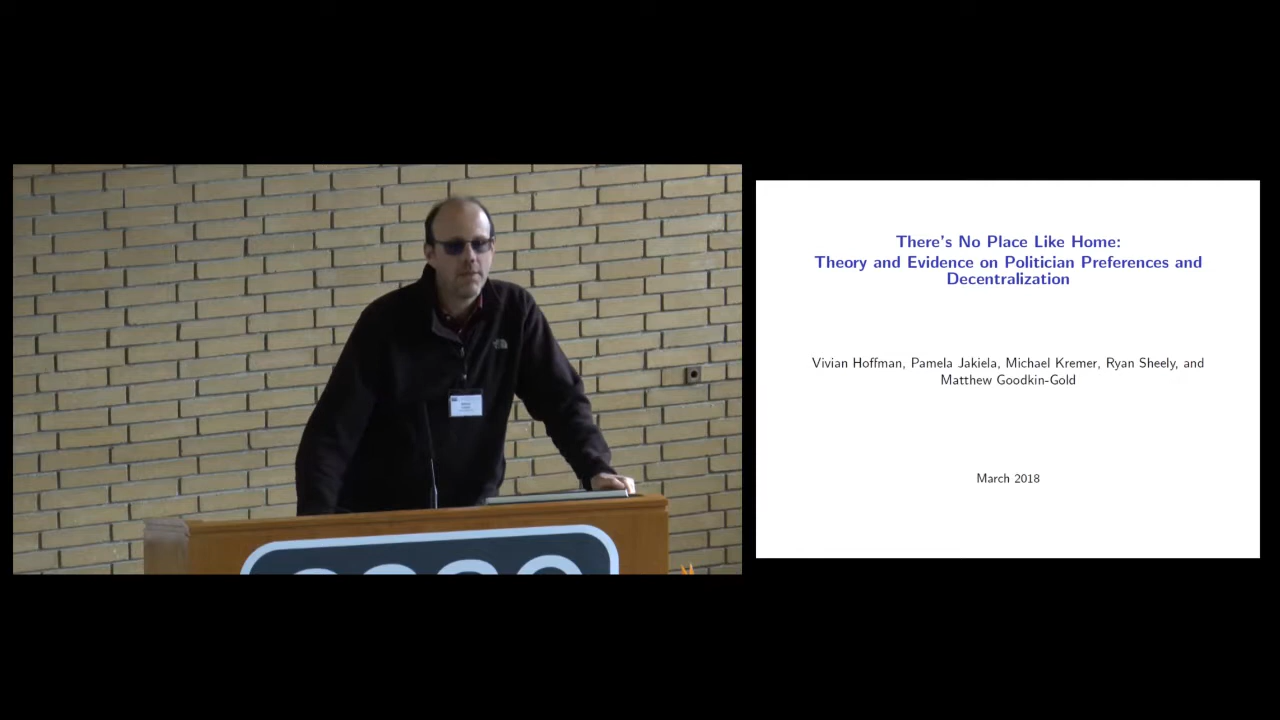 There's No Place Like Home:
Theory and Evidence on Politician Preferences and
Decentralization
Vivian Hoffman, Pamela Jakiela, Michael Kremer, Ryan Sheely, and
Matthew Goodkin-Gold
March 2018